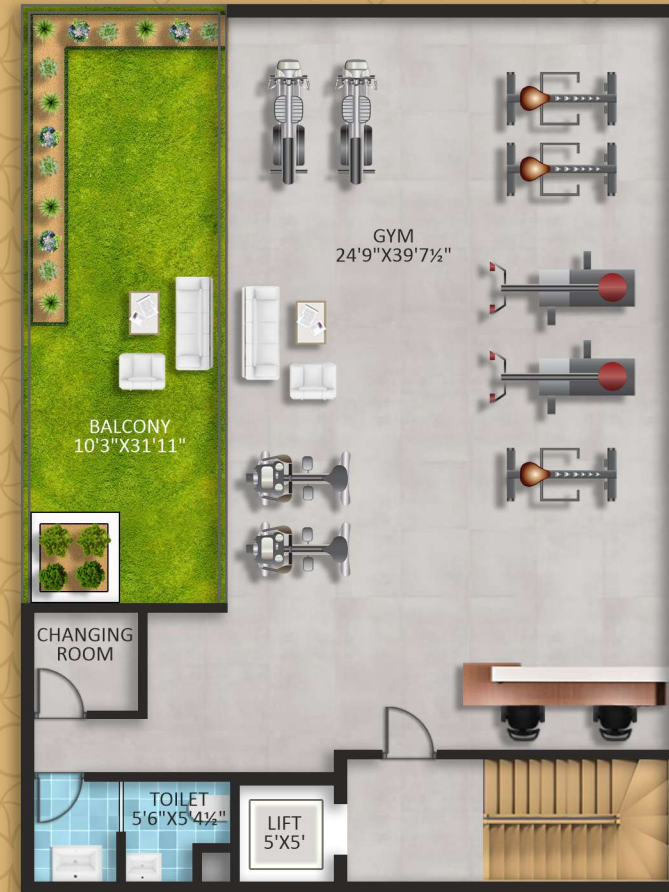 GYM
24'9"X39'7½"
BALCONY
10'3"X31'11"
CHANGING
ROOM
TOILET
5'6"X5'4½"
LIFT
5'X5'